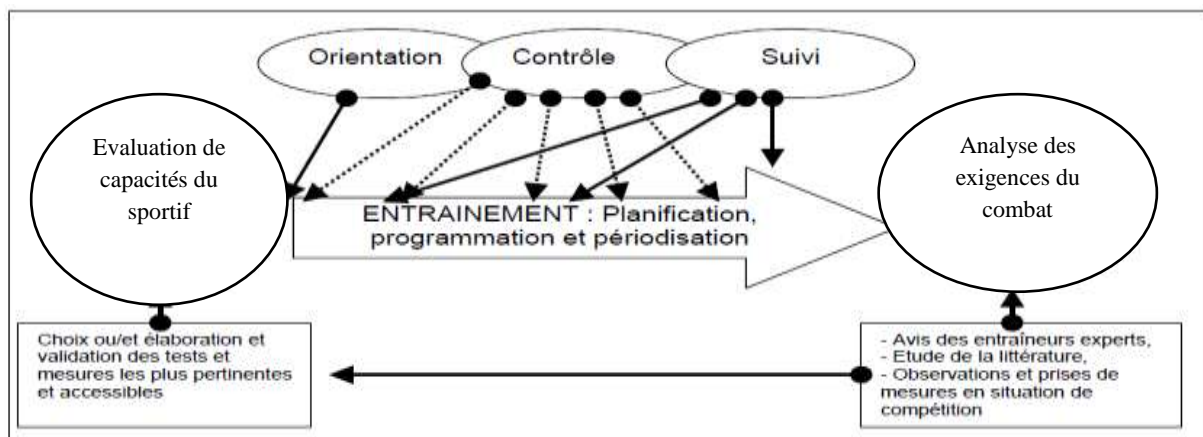 Orientation
Contrôle
Suivi
Evaluation de
capacités du
sportif
Analyse des
exigences du
combat
ENTRAINEMENT : Planification,
programmation et périodisation
Choix ou/et élaboration et
validation des tests et
mesures les plus pertinentes
et accessibles
- Avis des entraîneurs experts,
- Etude de la littérature,
- Observations et prises de
mesures en situation de
compétition